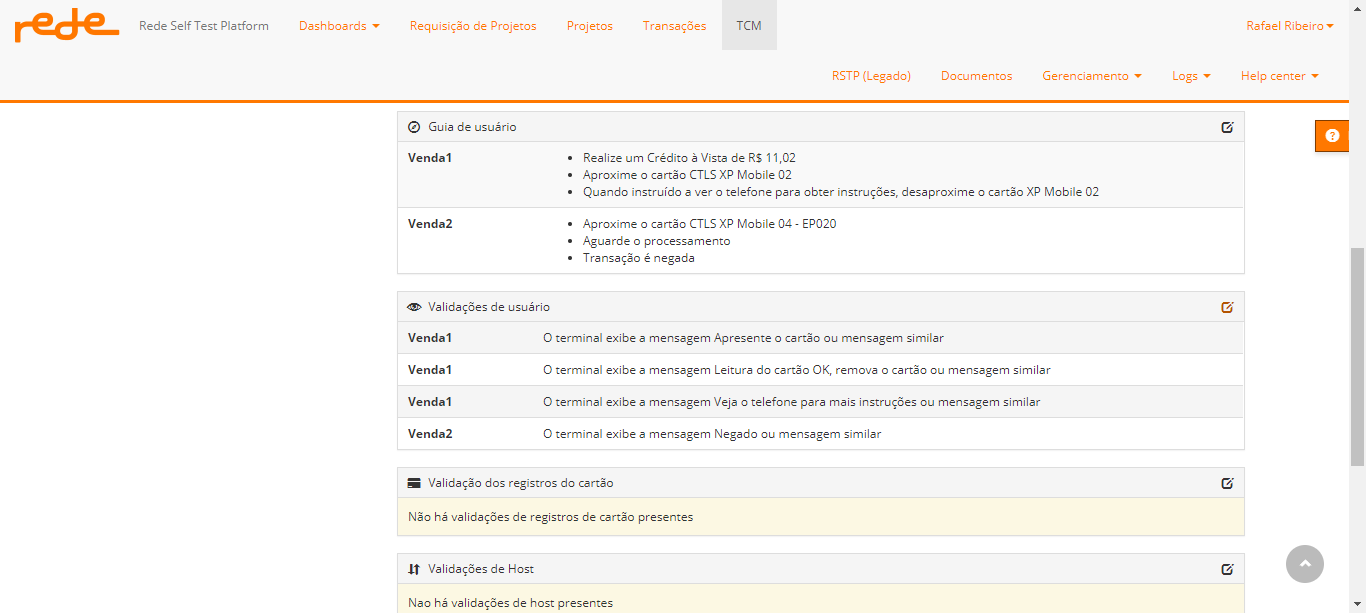 rede Rede Self Test Platform Dashboards Requisição de Projetos Projetos Transações TCM Rafael Ribeiro
RSTP (Legado) Documentos Gerenciamento Logs Help center
Guia de usuário
Venda1
Realize um Crédito à Vista de R$ 11,02
Aproxime o cartão CTLS XP Mobile 02
Quando instruído a ver o telefone para obter instruções, desaproxime o cartão XP Mobile 02
Venda2
Aproxime o cartão CTLS XP Mobile 04 - EP020
Aguarde o processamento
Transação é negada
Validações de usuário
Venda1 O terminal exibe a mensagem Apresente o cartão ou mensagem similar
Venda1 O terminal exibe a mensagem Leitura do cartão OK, remova o cartão ou mensagem similar
Venda1 O terminal exibe a mensagem Veja o telefone para mais instruções ou mensagem similar
Venda2 O terminal exibe a mensagem Negado ou mensagem similar
Validação dos registros do cartão
Não há validações de registros de cartão presentes
Validações de Host
Nao há validações de host presentes